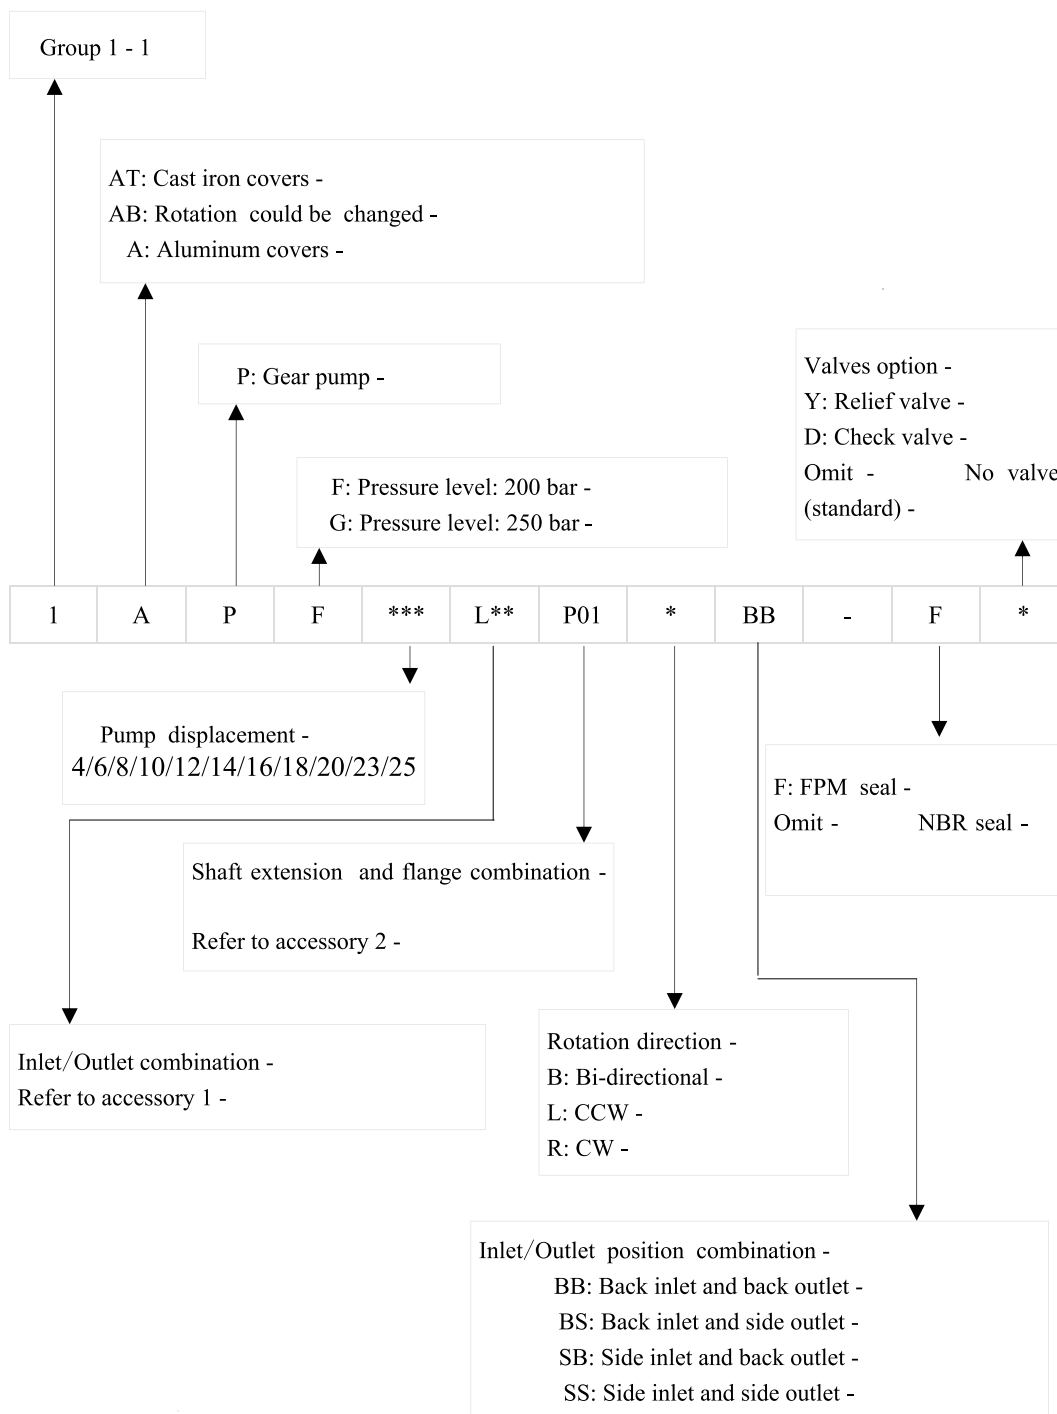 Group 1 - 1
AT: Cast iron covers -
AB: Rotation could be changed -
A: Aluminum covers -
P: Gear pump -
Valves option -
Y: Relief valve -
D: Check valve -
Omit - No valve
(standard) -
F: Pressure level: 200 bar -
G: Pressure level: 250 bar -
1 A P F *** L** P01 * BB - F *
Pump displacement -
4/6/8/10/12/14/16/18/20/23/25
F: FPM seal -
Omit - NBR seal -
Shaft extension and flange combination -
Refer to accessory 2 -
Inlet/Outlet combination -
Refer to accessory 1 -
Rotation direction -
B: Bi-directional -
L: CCW -
R: CW -
Inlet/Outlet position combination -
BB: Back inlet and back outlet -
BS: Back inlet and side outlet -
SB: Side inlet and back outlet -
SS: Side inlet and side outlet -